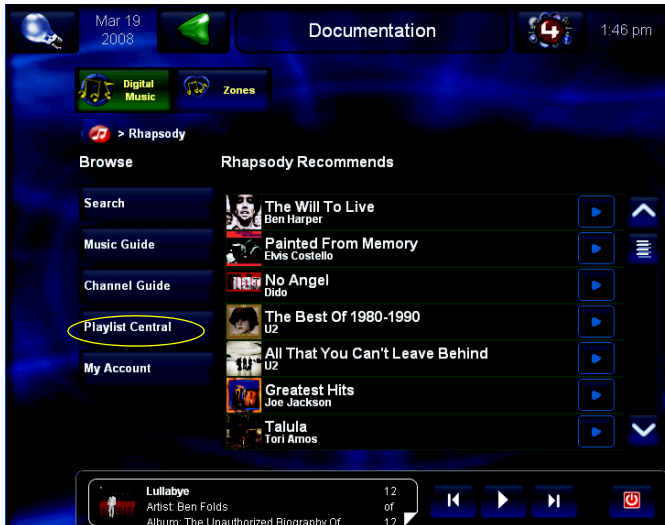 Mar 19
2008
Documentation
4
1:46 pm
Digital
Music
Zones
> Rhapsody
Browse
Rhapsody Recommends
Search
Music Guide
Channel Guide
Playlist Central
My Account
The Will To Live
Ben Harper
Painted From Memory
Elvis Costello
No Angel
Dido
The Best Of 1980-1990
U2
All That You Can't Leave Behind
U2
Greatest Hits
Joe Jackson
Talula
Tori Amos
Lullabye
Artist: Ben Folds
Album: The Unauthorized Biography Of
12
of
12